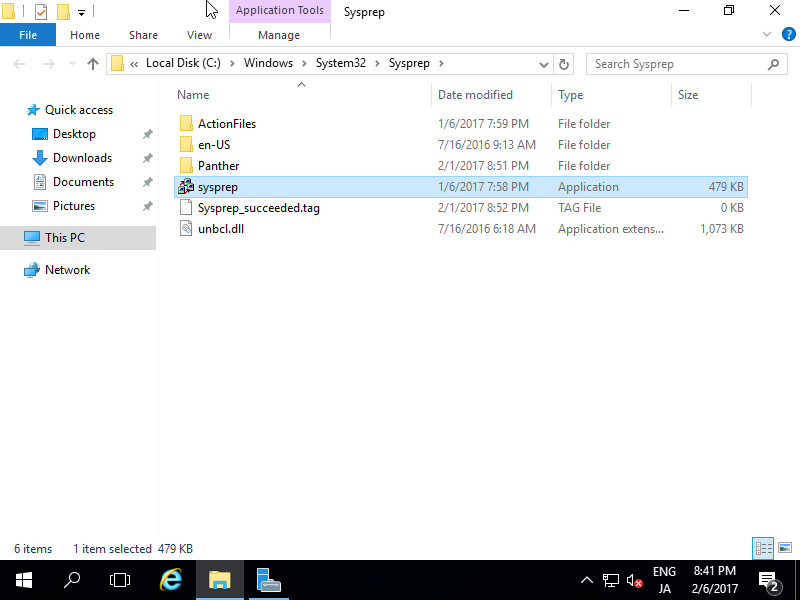 Application Tools Sysprep
File Home Share View Manage
?
« Local Disk (C:) Windows System32 Sysprep Search Sysprep
Name Date modified Type Size
Quick access
Desktop
Downloads
Documents
Pictures
This PC
Network
ActionFiles 1/6/2017 7:59 PM File folder
en-US 7/16/2016 9:13 AM File folder
Panther 2/1/2017 8:51 PM File folder
sysprep 1/6/2017 7:58 PM Application 479 KB
Sysprep_succeeded.tag 2/1/2017 8:52 PM TAG File 0 KB
unbcl.dll 7/16/2016 6:18 AM Application extens... 1,073 KB
6 items 1 item selected 479 KB
ENG 8:41 PM
JA 2/6/2017 2